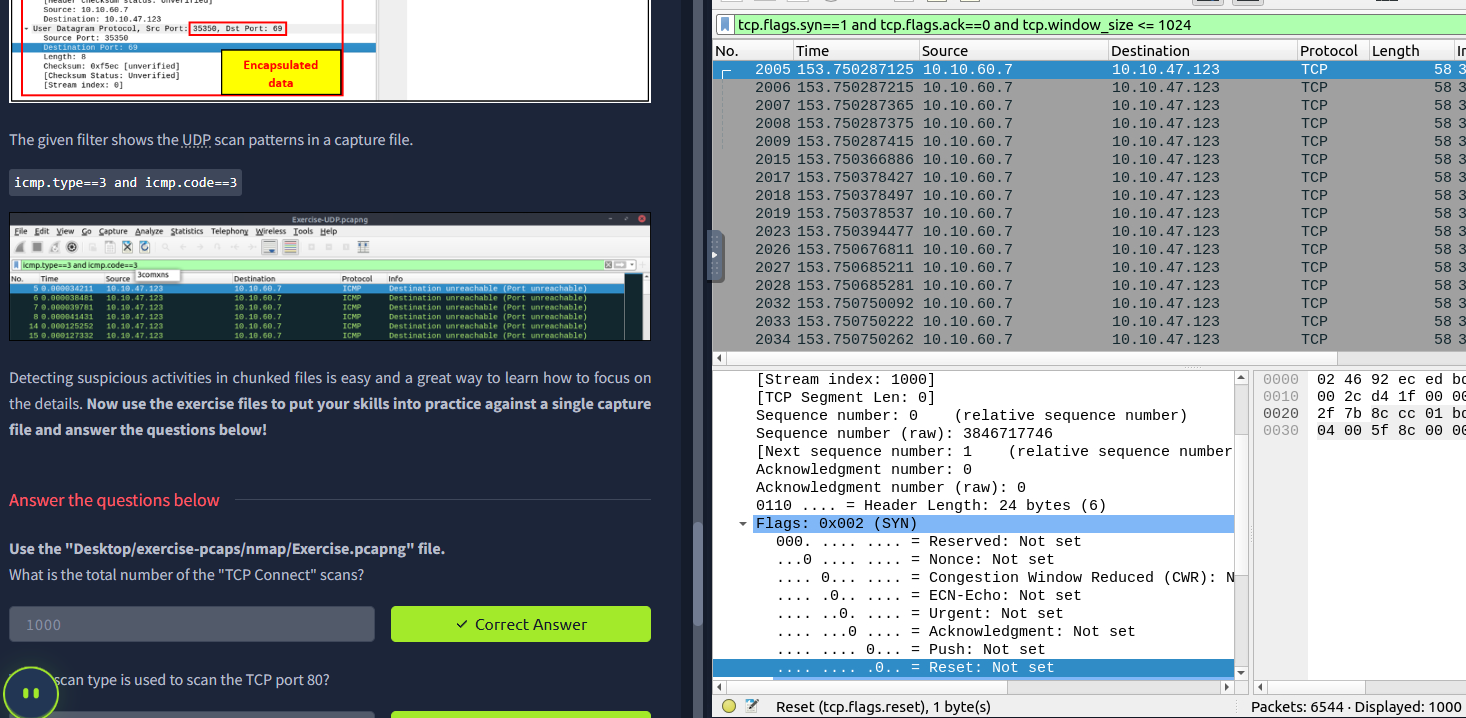 [Header checksum status: Unverified]
Source: 10.10.60.7
Destination: 10.10.47.123
User Datagram Protocol, Src Port: 35350, Dst Port: 69
Source Port: 35350
Destination Port: 69
Length: 8
Checksum: 0xf5ec [unverified]
[Checksum Status: Unverified]
[Stream index: 0]
Encapsulated
data
The given filter shows the UDP scan patterns in a capture file.
icmp.type==3 and icmp.code==3
Exercise-UDP.pcapng
File Edit View Go Capture Analyze Statistics Telephony Wireless Tools Help
icmp.type==3 and icmp.code==3
3comxns
No. Time Source Destination Protocol Info
5 0.000034211 10.10.47.123 10.10.60.7 ICMP Destination unreachable (Port unreachable)
6 0.000038481 10.10.47.123 10.10.60.7 ICMP Destination unreachable (Port unreachable)
7 0.000039781 10.10.47.123 10.10.60.7 ICMP Destination unreachable (Port unreachable)
8 0.000041431 10.10.47.123 10.10.60.7 ICMP Destination unreachable (Port unreachable)
14 0.000125252 10.10.47.123 10.10.60.7 ICMP Destination unreachable (Port unreachable)
15 0.000127332 10.10.47.123 10.10.60.7 ICMP Destination unreachable (Port unreachable)
Detecting suspicious activities in chunked files is easy and a great way to learn how to focus on
the details. Now use the exercise files to put your skills into practice against a single capture
file and answer the questions below!
Answer the questions below
Use the "Desktop/exercise-pcaps/nmap/Exercise.pcapng" file.
What is the total number of the "TCP Connect" scans?
1000
✓ Correct Answer
scan type is used to scan the TCP port 80?
tcp.flags.syn==1 and tcp.flags.ack==0 and tcp.window_size <= 1024
No. Time Source Destination Protocol Length
2005 153.750287125 10.10.60.7 10.10.47.123 TCP 58 3
2006 153.750287215 10.10.60.7 10.10.47.123 TCP 58 3
2007 153.750287365 10.10.60.7 10.10.47.123 TCP 58 3
2008 153.750287375 10.10.60.7 10.10.47.123 TCP 58 3
2009 153.750287415 10.10.60.7 10.10.47.123 TCP 58 3
2015 153.750366886 10.10.60.7 10.10.47.123 TCP 58 3
2017 153.750378427 10.10.60.7 10.10.47.123 TCP 58 3
2018 153.750378497 10.10.60.7 10.10.47.123 TCP 58 3
2019 153.750378537 10.10.60.7 10.10.47.123 TCP 58 3
2023 153.750394477 10.10.60.7 10.10.47.123 TCP 58 3
2026 153.750676811 10.10.60.7 10.10.47.123 TCP 58 3
2027 153.750685211 10.10.60.7 10.10.47.123 TCP 58 3
2028 153.750685281 10.10.60.7 10.10.47.123 TCP 58 3
2032 153.750750092 10.10.60.7 10.10.47.123 TCP 58 3
2033 153.750750222 10.10.60.7 10.10.47.123 TCP 58 3
2034 153.750750262 10.10.60.7 10.10.47.123 TCP 58 3
[Stream index: 1000]
[TCP Segment Len: 0]
Sequence number: 0 (relative sequence number)
Sequence number (raw): 3846717746
[Next sequence number: 1 (relative sequence number
Acknowledgment number: 0
Acknowledgment number (raw): 0
0110 .... = Header Length: 24 bytes (6)
Flags: 0x002 (SYN)
000. .... .... = Reserved: Not set
...0 .... .... = Nonce: Not set
.... 0... .... = Congestion Window Reduced (CWR): N
.... .0.. .... = ECN-Echo: Not set
.... ..0. .... = Urgent: Not set
.... ...0 .... = Acknowledgment: Not set
.... .... 0... = Push: Not set
.... .... .0.. = Reset: Not set
0000 02 46 92 ec ed
0010 00 2c d4 1f 00 00
0020 2f 7b 8c cc 01
0030 04 00 5f 8c 00 00
Reset (tcp.flags.reset), 1 byte(s)
Packets: 6544 · Displayed: 1000